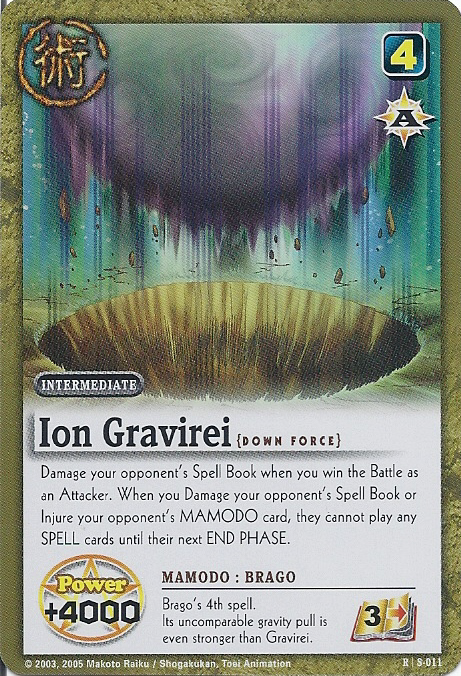 術
4
A
INTERMEDIATE
Ion Gravirei {DOWN FORCE}
Damage your opponent's Spell Book when you win the Battle as
an Attacker. When you Damage your opponent's Spell Book or
Injure your opponent's MAMODO card, they cannot play any
SPELL cards until their next END PHASE.
Power
+4000
MAMODO : BRAGO
Brago's 4th spell.
Its uncomparable gravity pull is
even stronger than Gravirei.
3
© 2003, 2005 Makoto Raiku / Shogakukan, Toei Animation
R | S-011